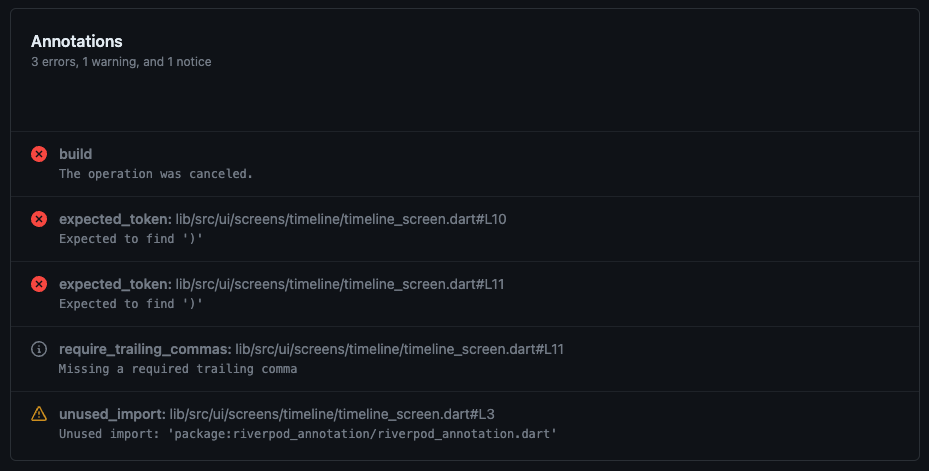 Annotations
3 errors, 1 warning, and 1 notice
build
The operation was canceled.
expected_token: lib/src/ui/screens/timeline/timeline_screen.dart#L10
Expected to find ')'
expected_token: lib/src/ui/screens/timeline/timeline_screen.dart#L11
Expected to find ')'
require_trailing_commas: lib/src/ui/screens/timeline/timeline_screen.dart#L11
Missing a required trailing comma
unused_import: lib/src/ui/screens/timeline/timeline_screen.dart#L3
Unused import: 'package:riverpod_annotation/riverpod_annotation.dart'